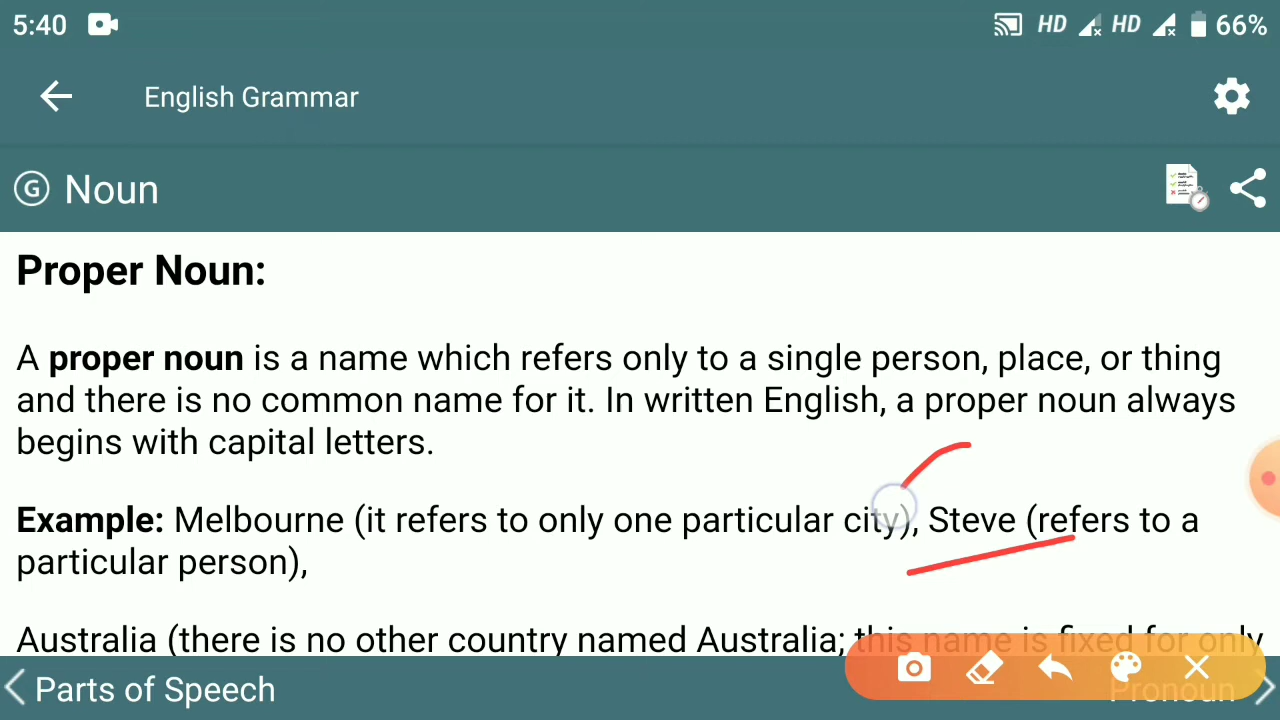 5:40 HD HD 66%
English Grammar
G Noun
Proper Noun:
A proper noun is a name which refers only to a single person, place, or thing
and there is no common name for it. In written English, a proper noun always
begins with capital letters.
Example: Melbourne (it refers to only one particular city), Steve (refers to a
particular person),
Australia (there is no other country named Australia; this name is fixed for only
Parts of Speech Pronoun